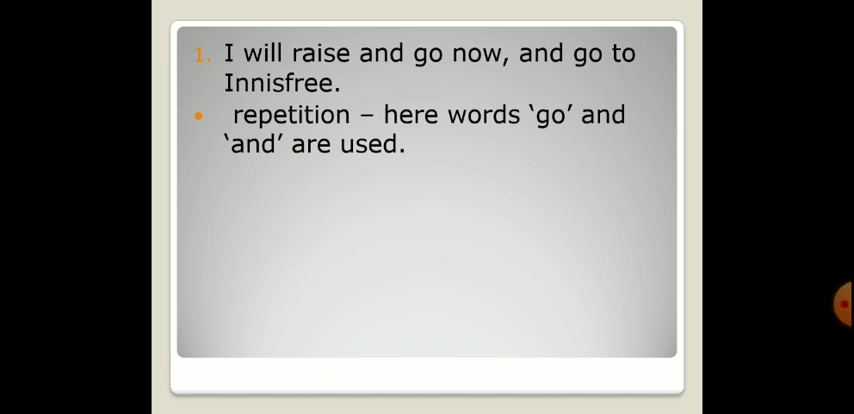 1. I will raise and go now, and go to
Innisfree.
• repetition – here words ‘go’ and
‘and’ are used.